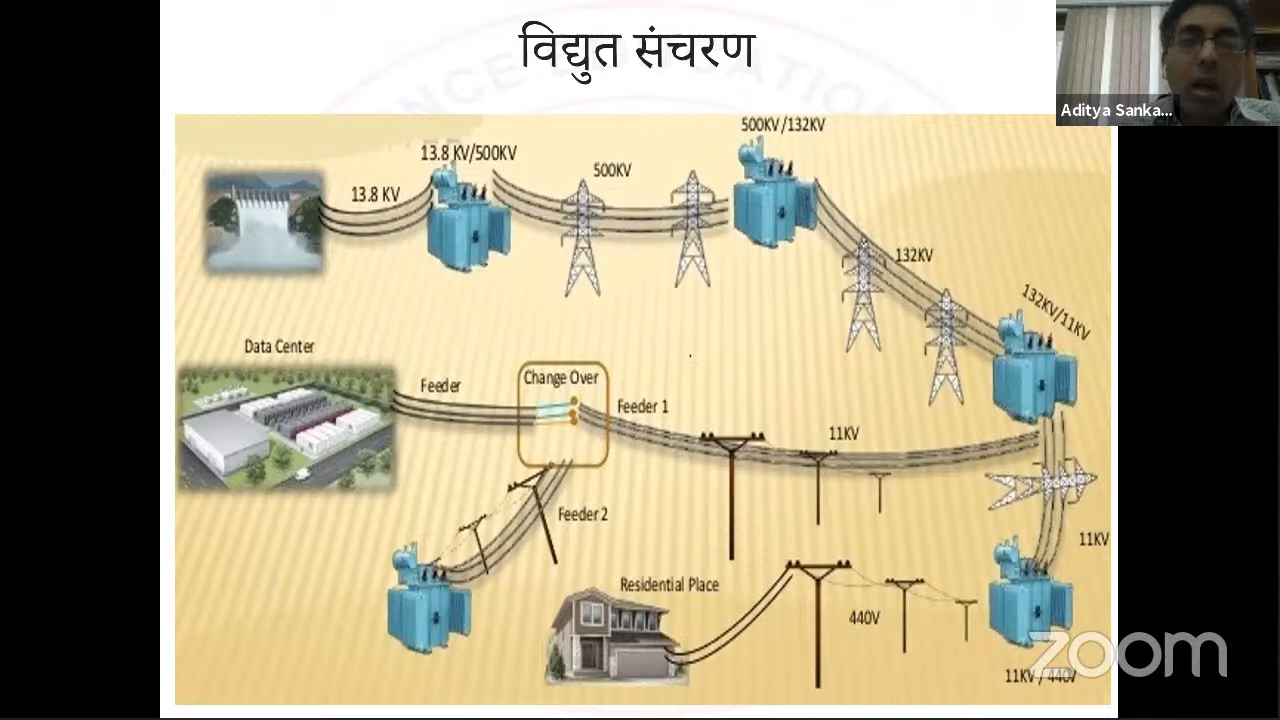 विद्युत संचरण
Aditya Sanka...
500KV/132KV
13.8 KV/500KV
500KV
13.8 KV
132KV
132KV/11KV
Data Center
Change Over
Feeder
Feeder 1
11KV
Feeder 2
11KV
Residential Place
440V
zoom
11KV / 440V